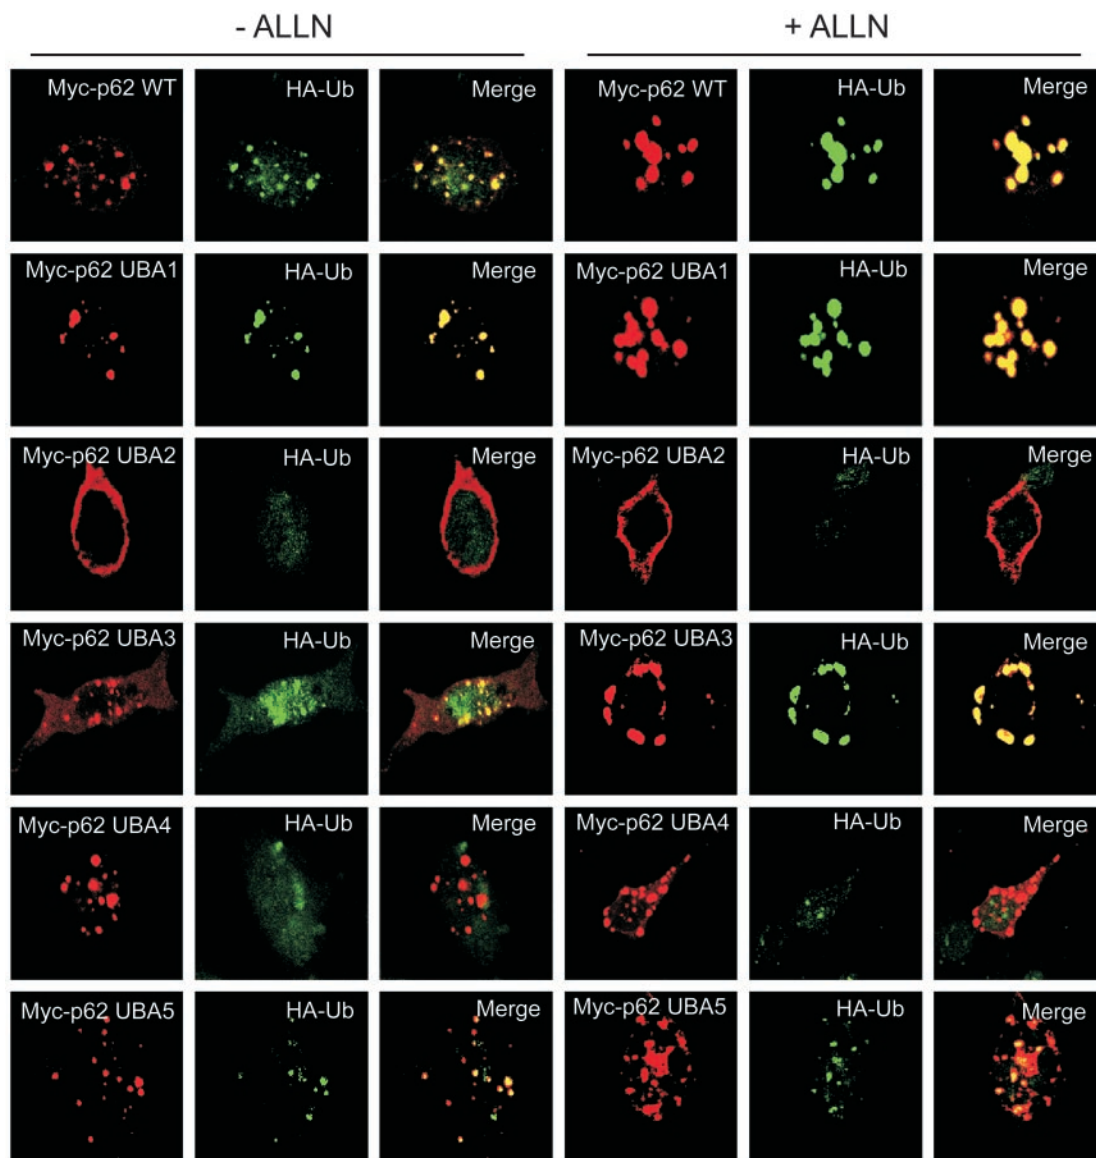 - ALLN + ALLN
Myc-p62 WT HA-Ub Merge Myc-p62 WT HA-Ub Merge
Myc-p62 UBA1 HA-Ub Merge Myc-p62 UBA1 HA-Ub Merge
Myc-p62 UBA2 HA-Ub Merge Myc-p62 UBA2 HA-Ub Merge
Myc-p62 UBA3 HA-Ub Merge Myc-p62 UBA3 HA-Ub Merge
Myc-p62 UBA4 HA-Ub Merge Myc-p62 UBA4 HA-Ub Merge
Myc-p62 UBA5 HA-Ub Merge Myc-p62 UBA5 HA-Ub Merge